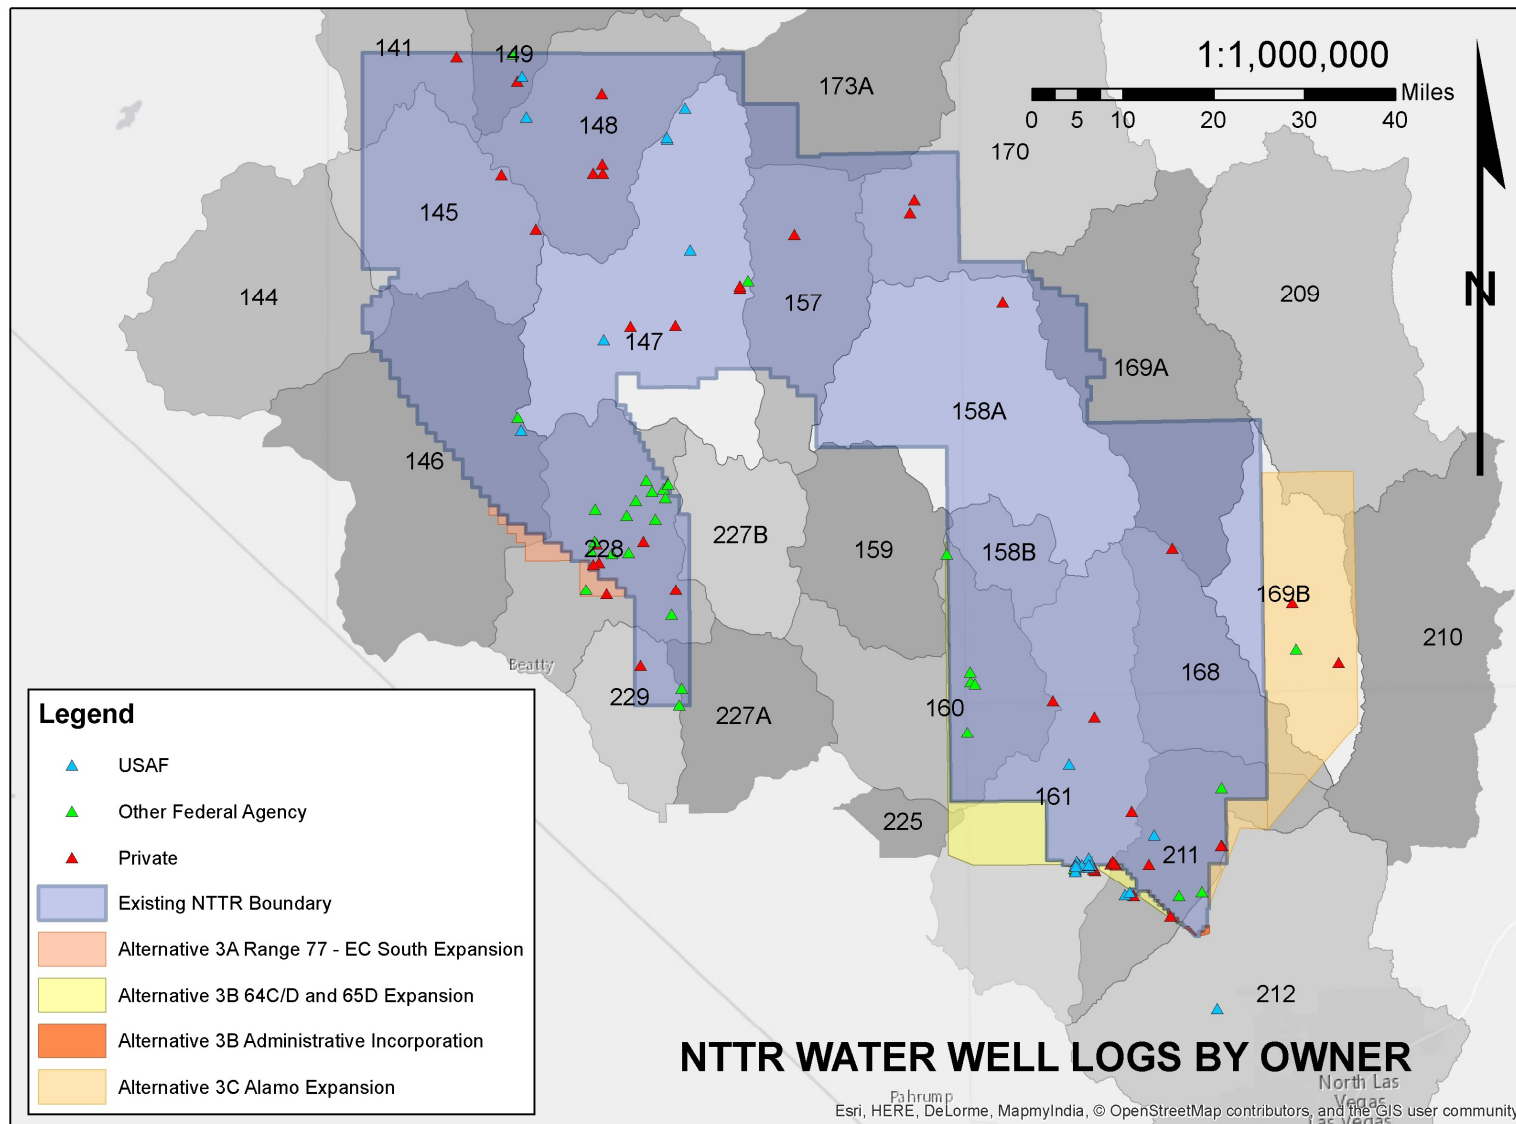 141
149
173A
1:1,000,000
Miles
0 5 10 20 30 40
148
170
145
144
157
209
N
147
169A
158A
146
227B
159
158B
228
169B
210
Beatty
168
229
227A
160
161
225
211
212
Legend
USAF
Other Federal Agency
Private
Existing NTTR Boundary
Alternative 3A Range 77 - EC South Expansion
Alternative 3B 64C/D and 65D Expansion
Alternative 3B Administrative Incorporation
Alternative 3C Alamo Expansion
NTTR WATER WELL LOGS BY OWNER
North Las
Vegas
Pahrump
Esri, HERE, DeLorme, MapmyIndia, © OpenStreetMap contributors, and the GIS user community
Las Vegas